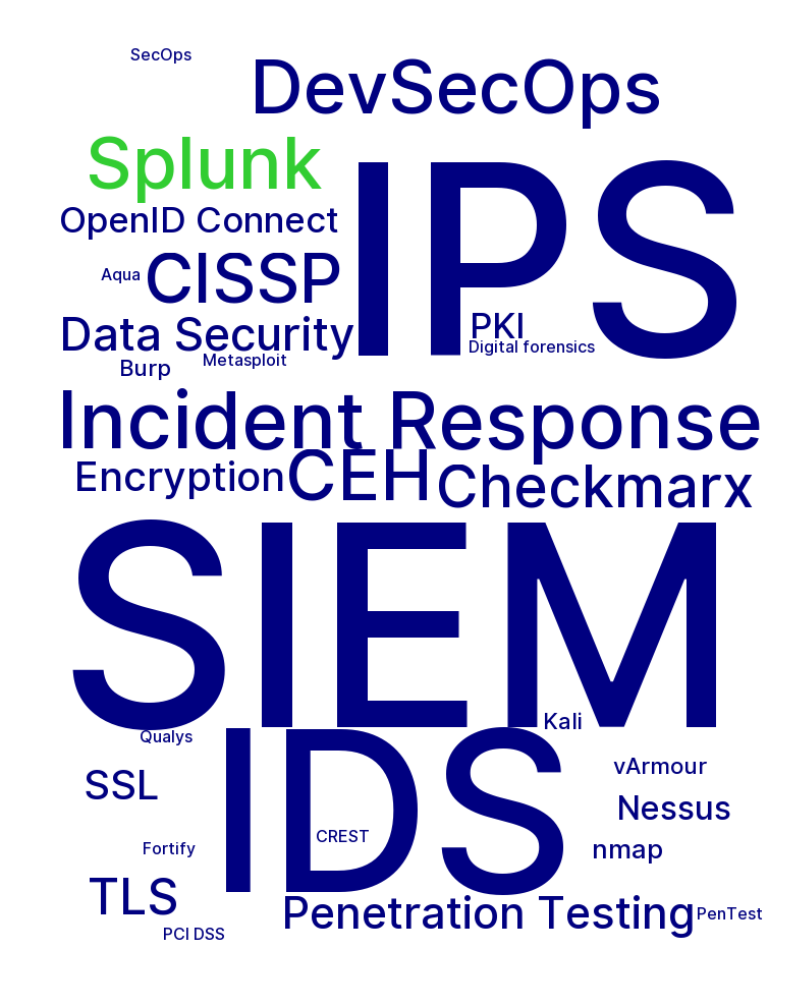 SecOps
DevSecOps
Splunk
IPS
OpenID Connect
Aqua
CISSP
PKI
Data Security
Digital forensics
Metasploit
Burp
Incident Response
Encryption
CEH
Checkmarx
SIEM
Kali
Qualys
IDS
vArmour
SSL
Nessus
CREST
Fortify
nmap
TLS
Penetration Testing
PenTest
PCI DSS